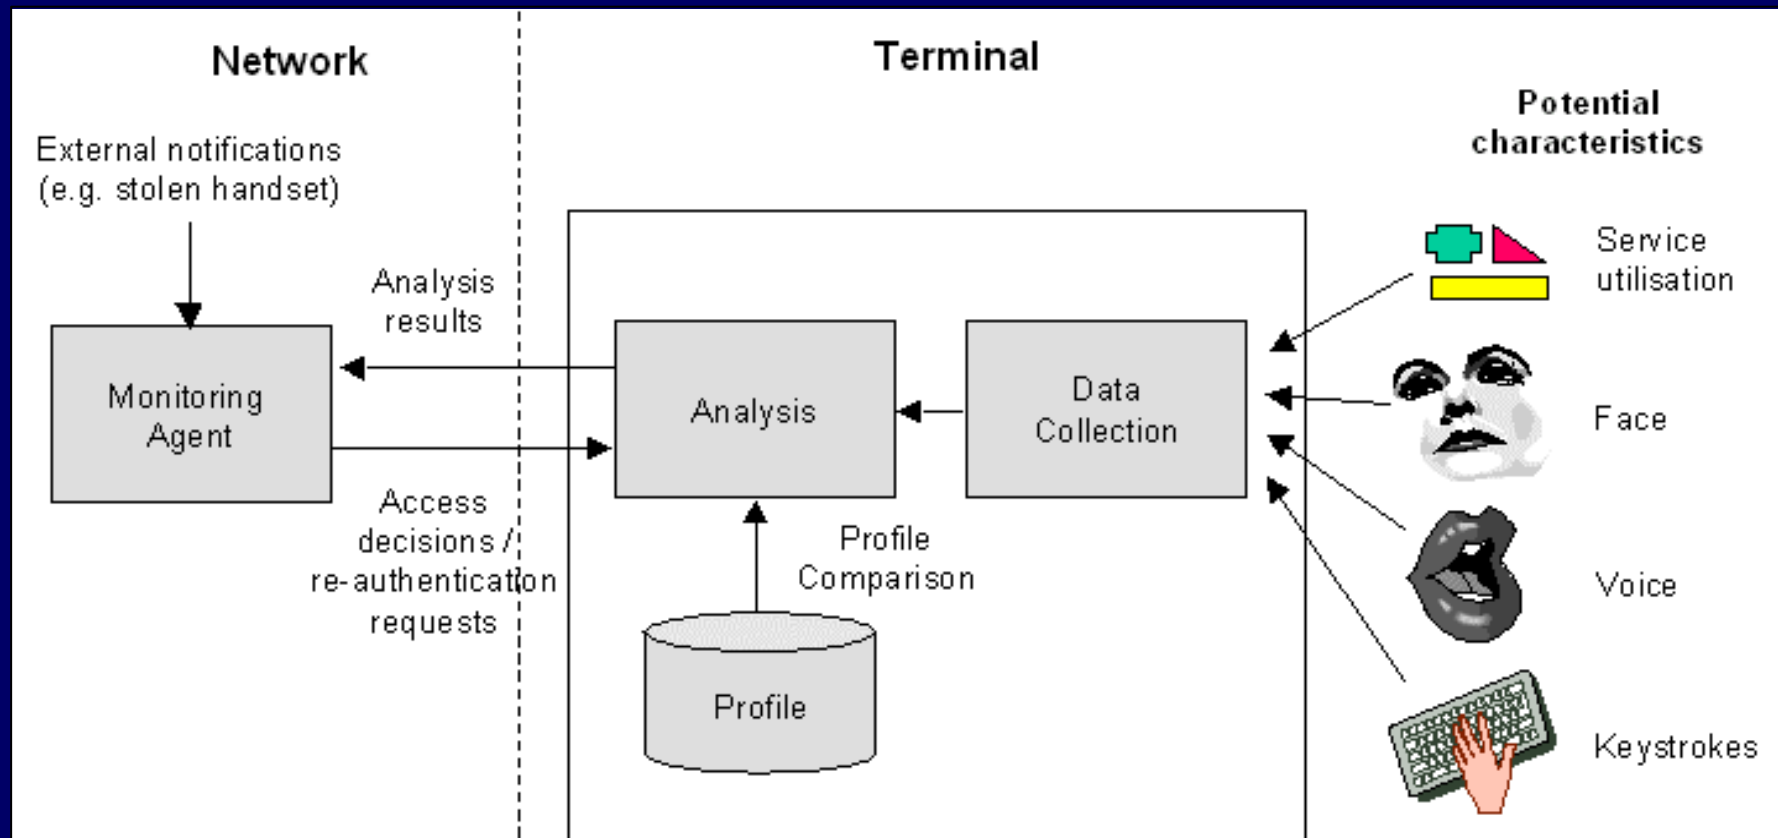 Network
Terminal
Potential
characteristics
External notifications
(e.g. stolen handset)
Analysis
results
Monitoring
Agent
Access
decisions /
re-authentication
requests
Analysis
Data
Collection
Profile
Comparison
Profile
Service
utilisation
Face
Voice
Keystrokes